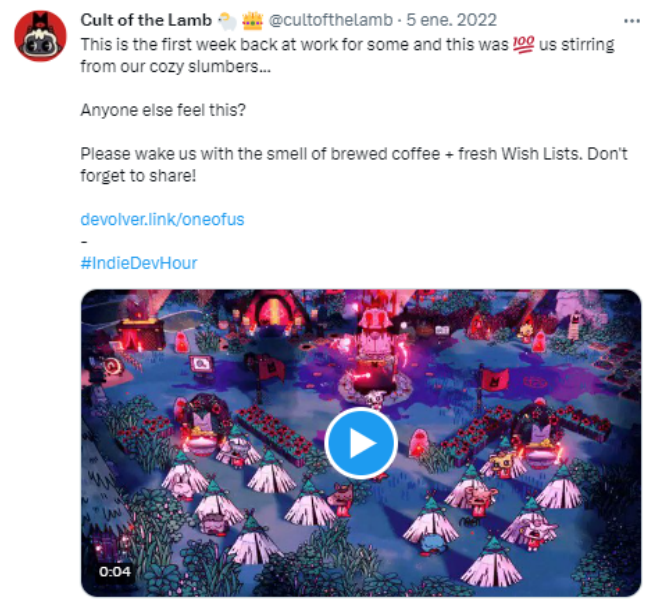 Cult of the Lamb 🐑 👑 @cultofthelamb · 5 ene. 2022
This is the first week back at work for some and this was 💯 us stirring
from our cozy slumbers...
Anyone else feel this?
Please wake us with the smell of brewed coffee + fresh Wish Lists. Don't
forget to share!
devolver.link/oneofus
-
#IndieDevHour
0:04